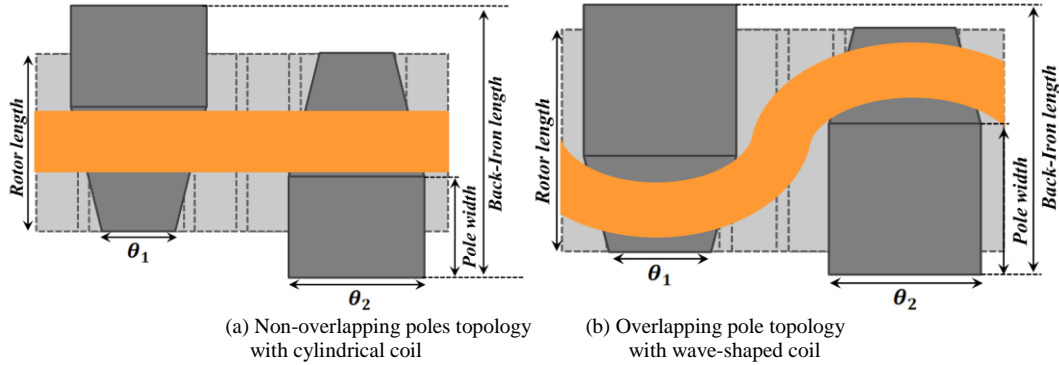 Rotor length
θ1
θ2
Pole width
Back-Iron length
Rotor length
θ1
θ2
Pole width
Back-Iron length
(a) Non-overlapping poles topology
with cylindrical coil
(b) Overlapping pole topology
with wave-shaped coil